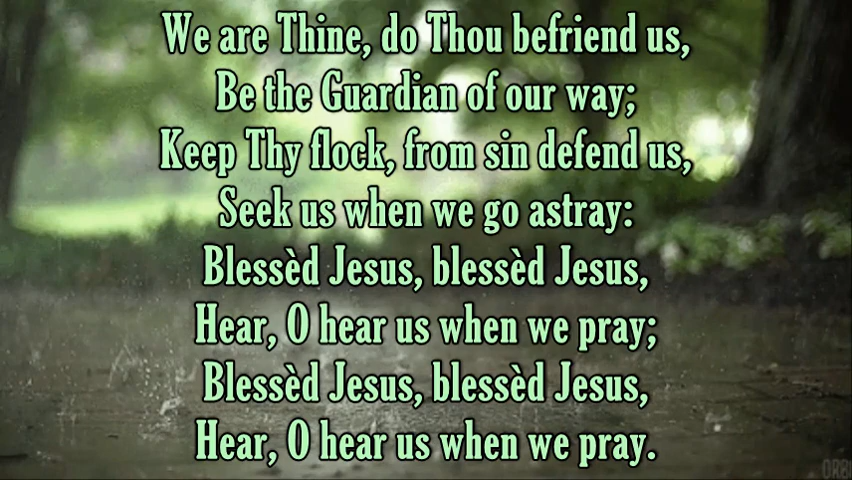 We are Thine, do Thou befriend us,
Be the Guardian of our way;
Keep Thy flock, from sin defend us,
Seek us when we go astray:
Blessèd Jesus, blessèd Jesus,
Hear, O hear us when we pray;
Blessèd Jesus, blessèd Jesus,
Hear, O hear us when we pray.